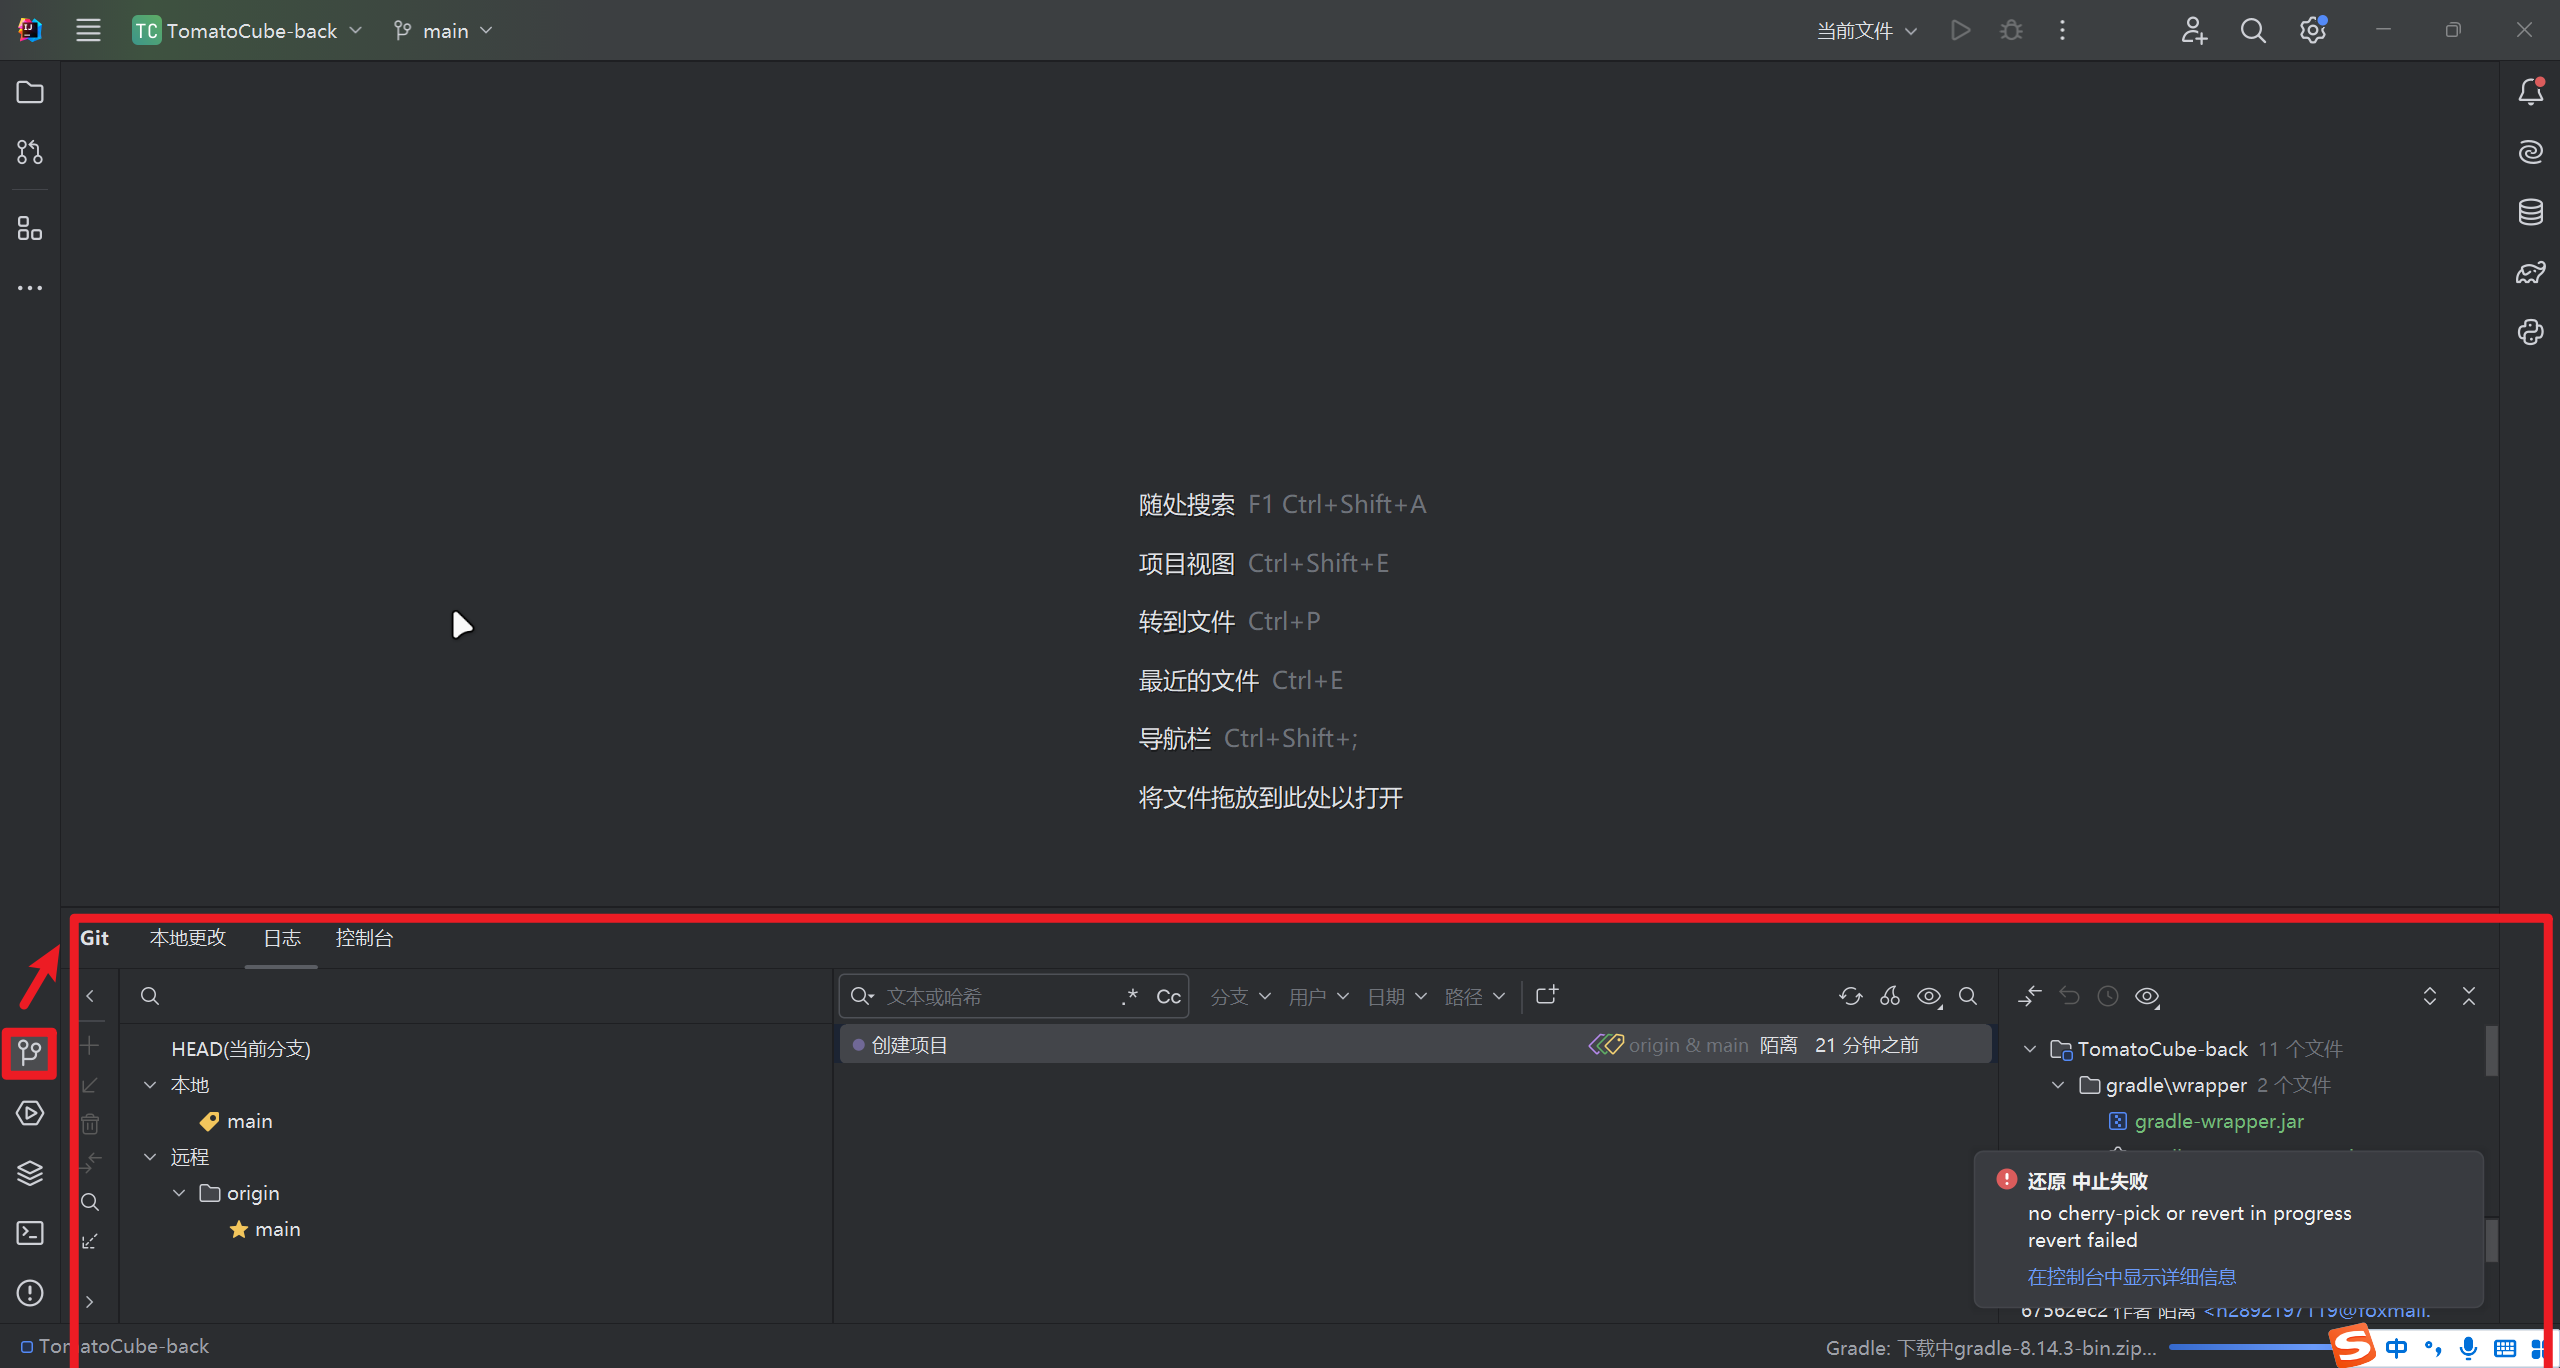 TC TomatoCube-back main 当前文件
随处搜索 F1 Ctrl+Shift+A
项目视图 Ctrl+Shift+E
转到文件 Ctrl+P
最近的文件 Ctrl+E
导航栏 Ctrl+Shift+;
将文件拖放到此处以打开
Git 本地更改 日志 控制台
文本或哈希 .* Cc 分支 用户 日期 路径
HEAD(当前分支)
本地
main
远程
origin
main
创建项目 origin & main 陌离 21 分钟之前
TomatoCube-back 11 个文件
gradle\wrapper 2 个文件
gradle-wrapper.jar
还原 中止失败
no cherry-pick or revert in progress
revert failed
在控制台中显示详细信息
67562ec2 作者 陌离 <h2892197119@foxmail.
TomatoCube-back
Gradle: 下载中gradle-8.14.3-bin.zip...
中